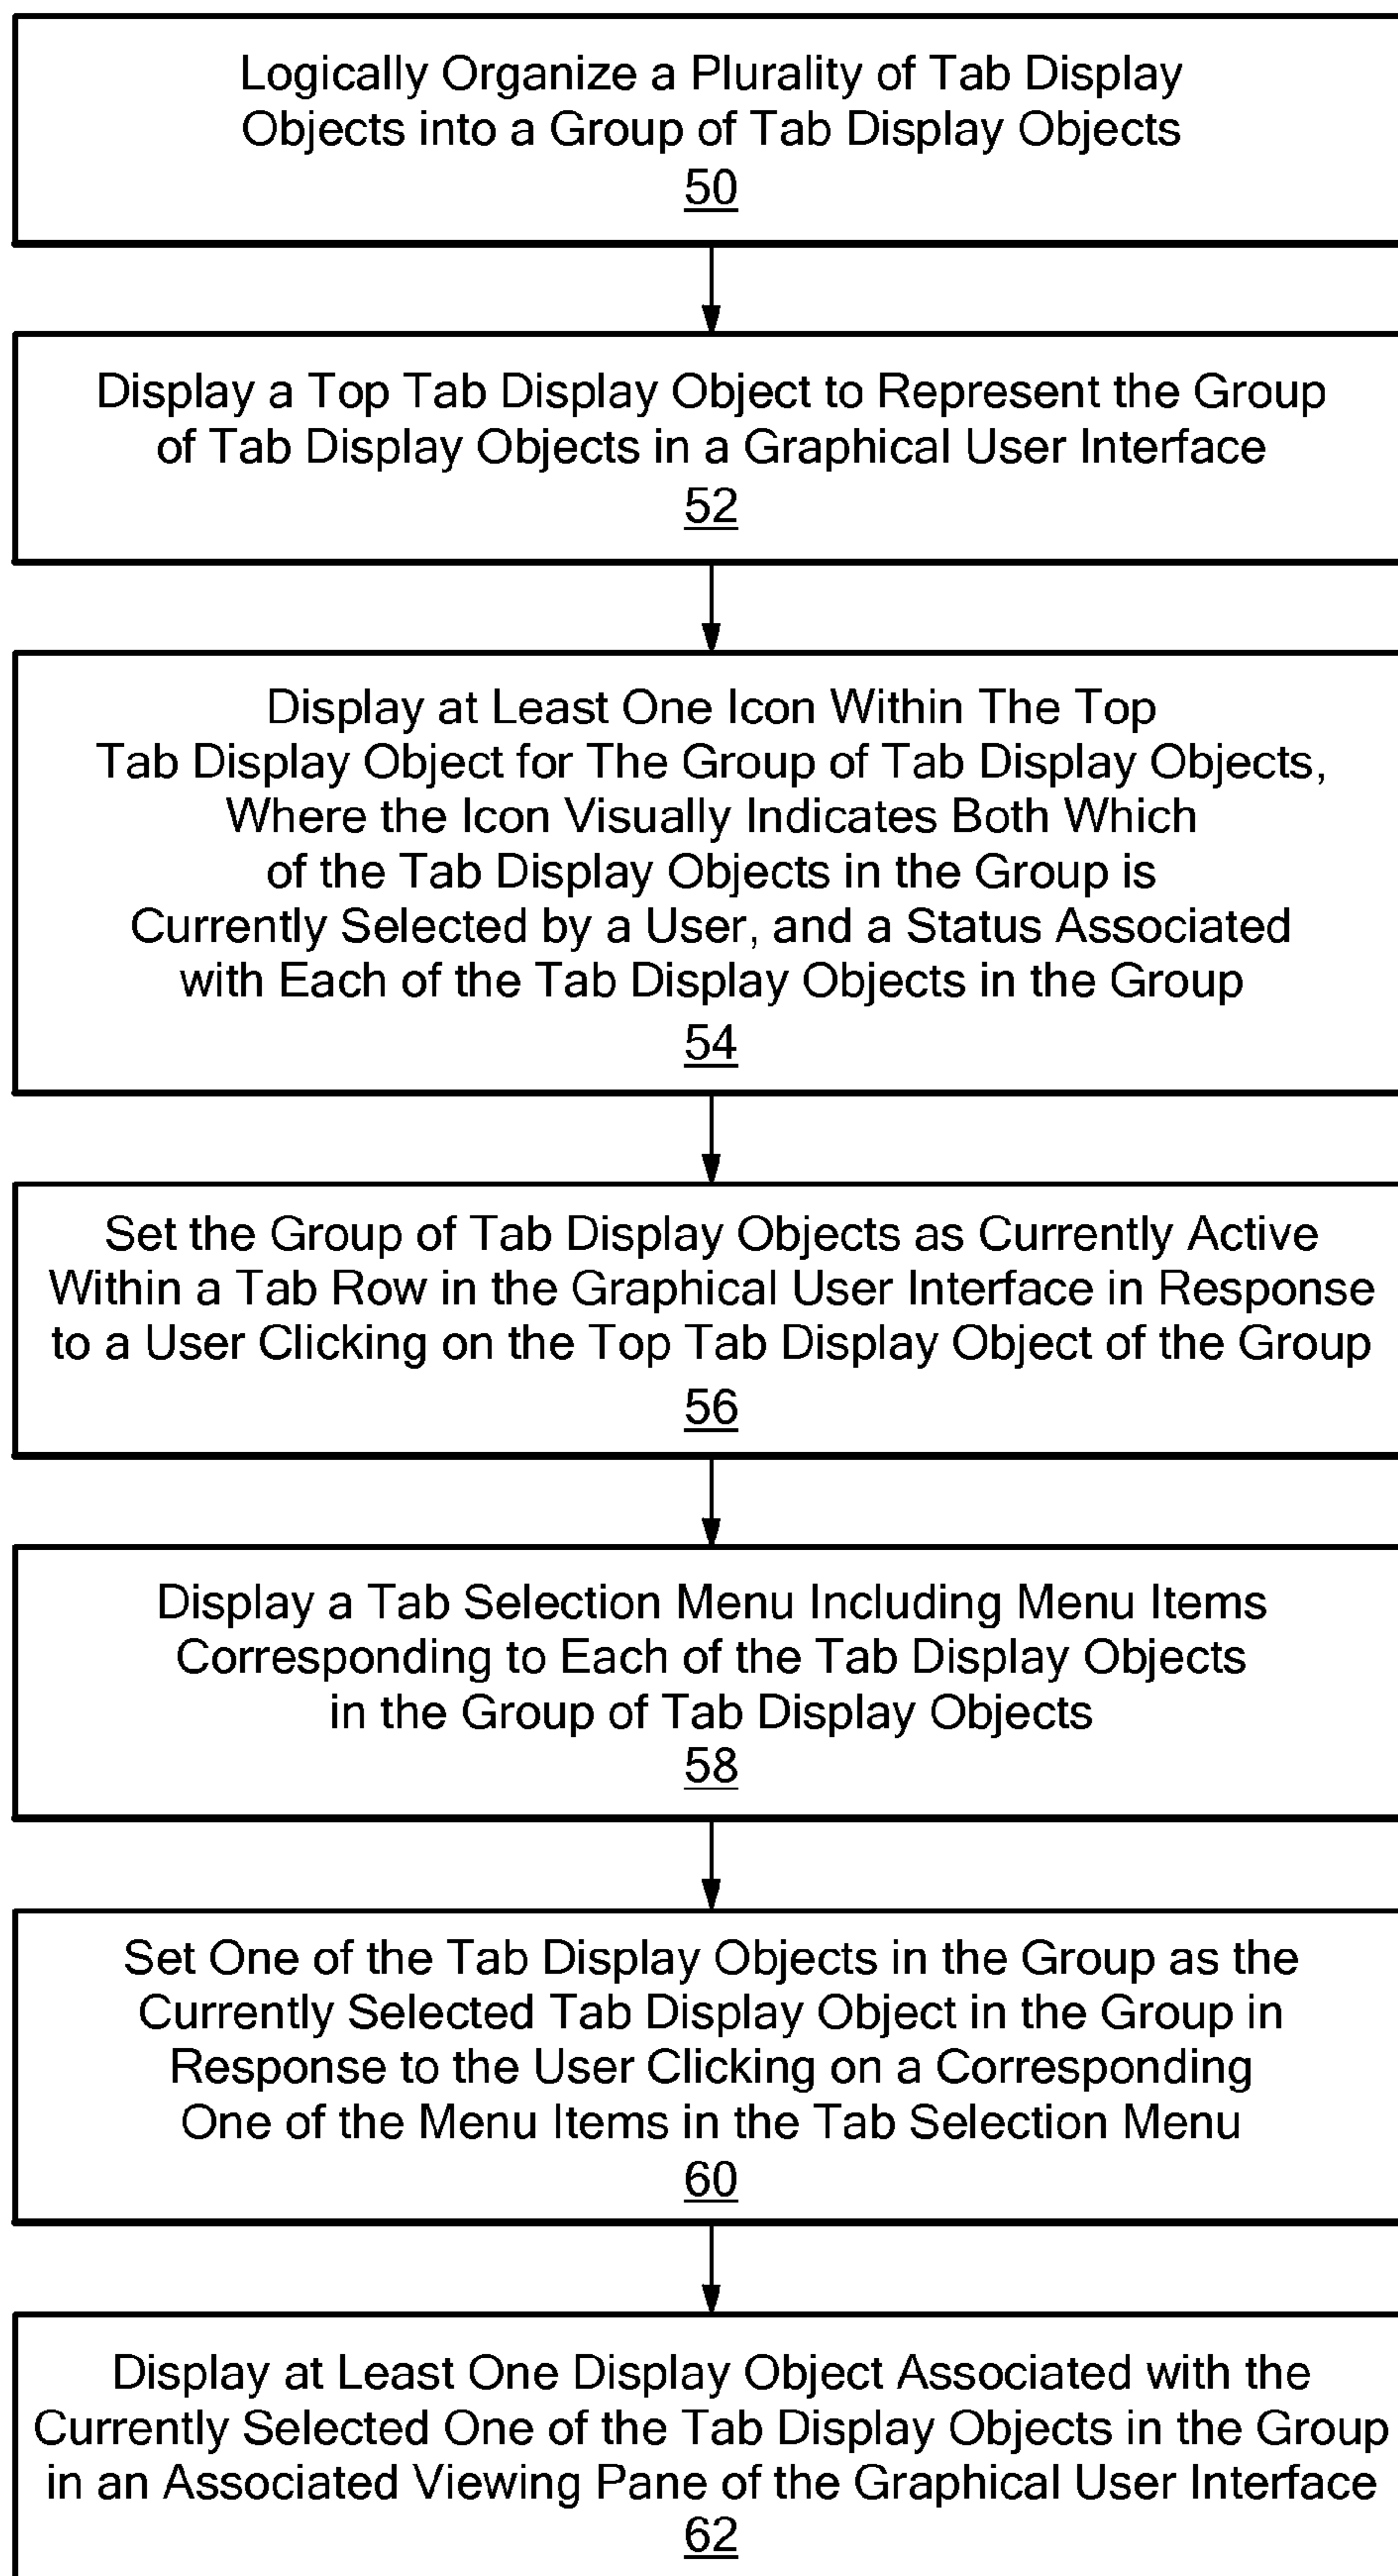 Logically Organize a Plurality of Tab Display
Objects into a Group of Tab Display Objects
50
Display a Top Tab Display Object to Represent the Group
of Tab Display Objects in a Graphical User Interface
52
Display at Least One Icon Within The Top
Tab Display Object for The Group of Tab Display Objects,
Where the Icon Visually Indicates Both Which
of the Tab Display Objects in the Group is
Currently Selected by a User, and a Status Associated
with Each of the Tab Display Objects in the Group
54
Set the Group of Tab Display Objects as Currently Active
Within a Tab Row in the Graphical User Interface in Response
to a User Clicking on the Top Tab Display Object of the Group
56
Display a Tab Selection Menu Including Menu Items
Corresponding to Each of the Tab Display Objects
in the Group of Tab Display Objects
58
Set One of the Tab Display Objects in the Group as the
Currently Selected Tab Display Object in the Group in
Response to the User Clicking on a Corresponding
One of the Menu Items in the Tab Selection Menu
60
Display at Least One Display Object Associated with the
Currently Selected One of the Tab Display Objects in the Group
in an Associated Viewing Pane of the Graphical User Interface
62